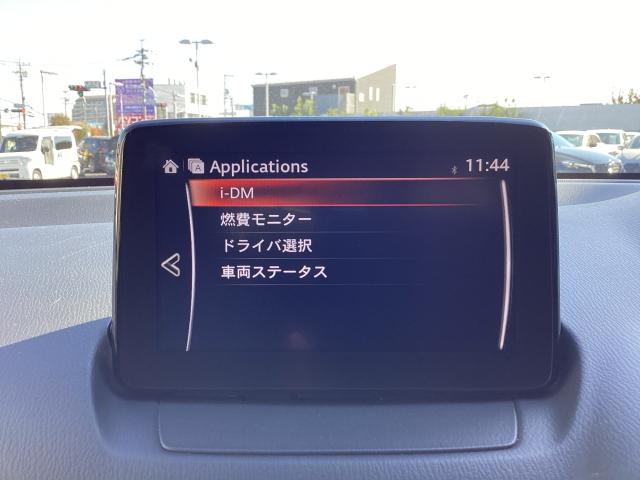 Applications
11:44
i-DM
燃費モニター
ドライバ選択
車両ステータス